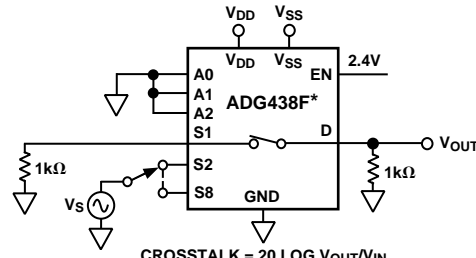 VDD VSS
VDD VSS
EN 2.4V
A0
A1
A2
ADG438F*
S1
D
VOUT
1kΩ
S2
1kΩ
VS
S8
GND
CROSSTALK = 20 LOG VOUT/VIN